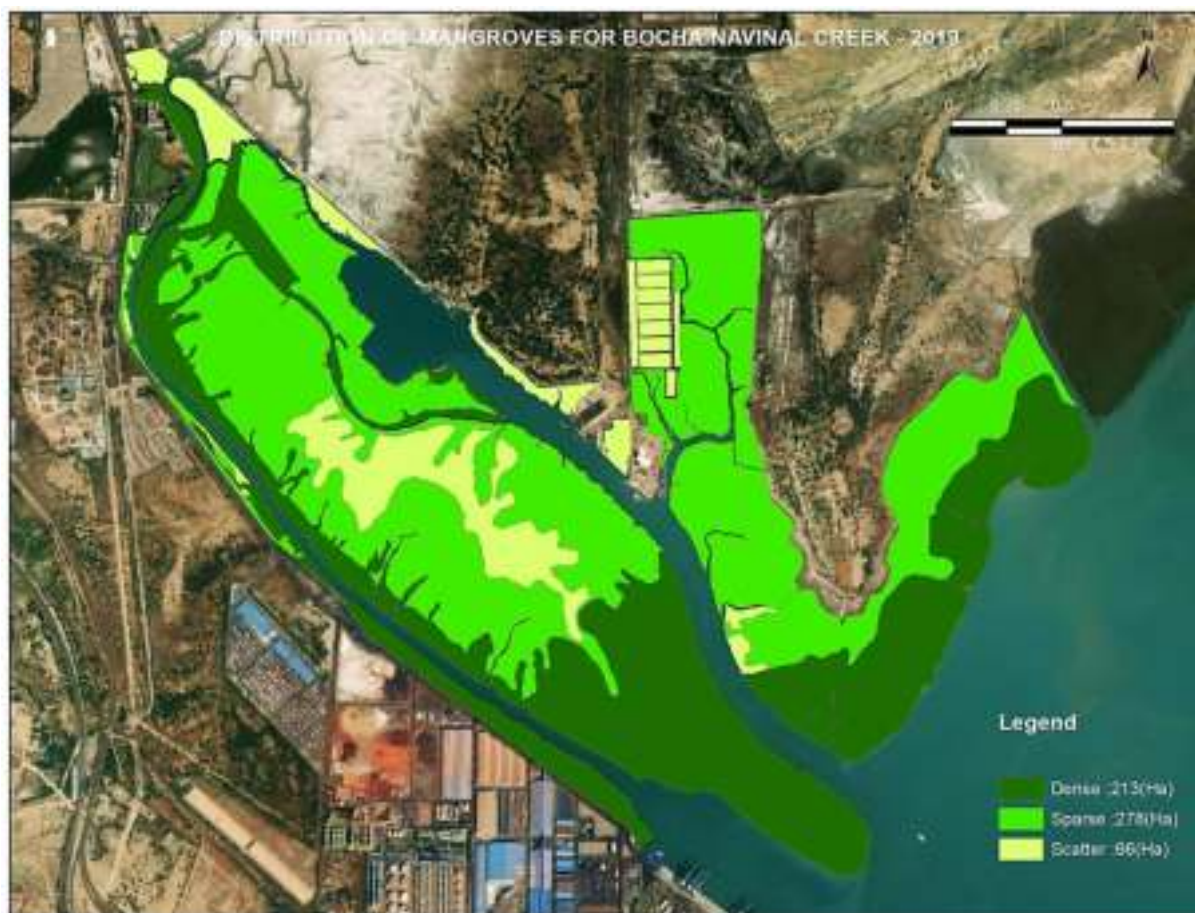 DISTRIBUTION OF MANGROVES FOR BOCHA NAVINAL CREEK - 2019
Legend
Dense :213(Ha)
Sparse :278(Ha)
Scatter :66(Ha)